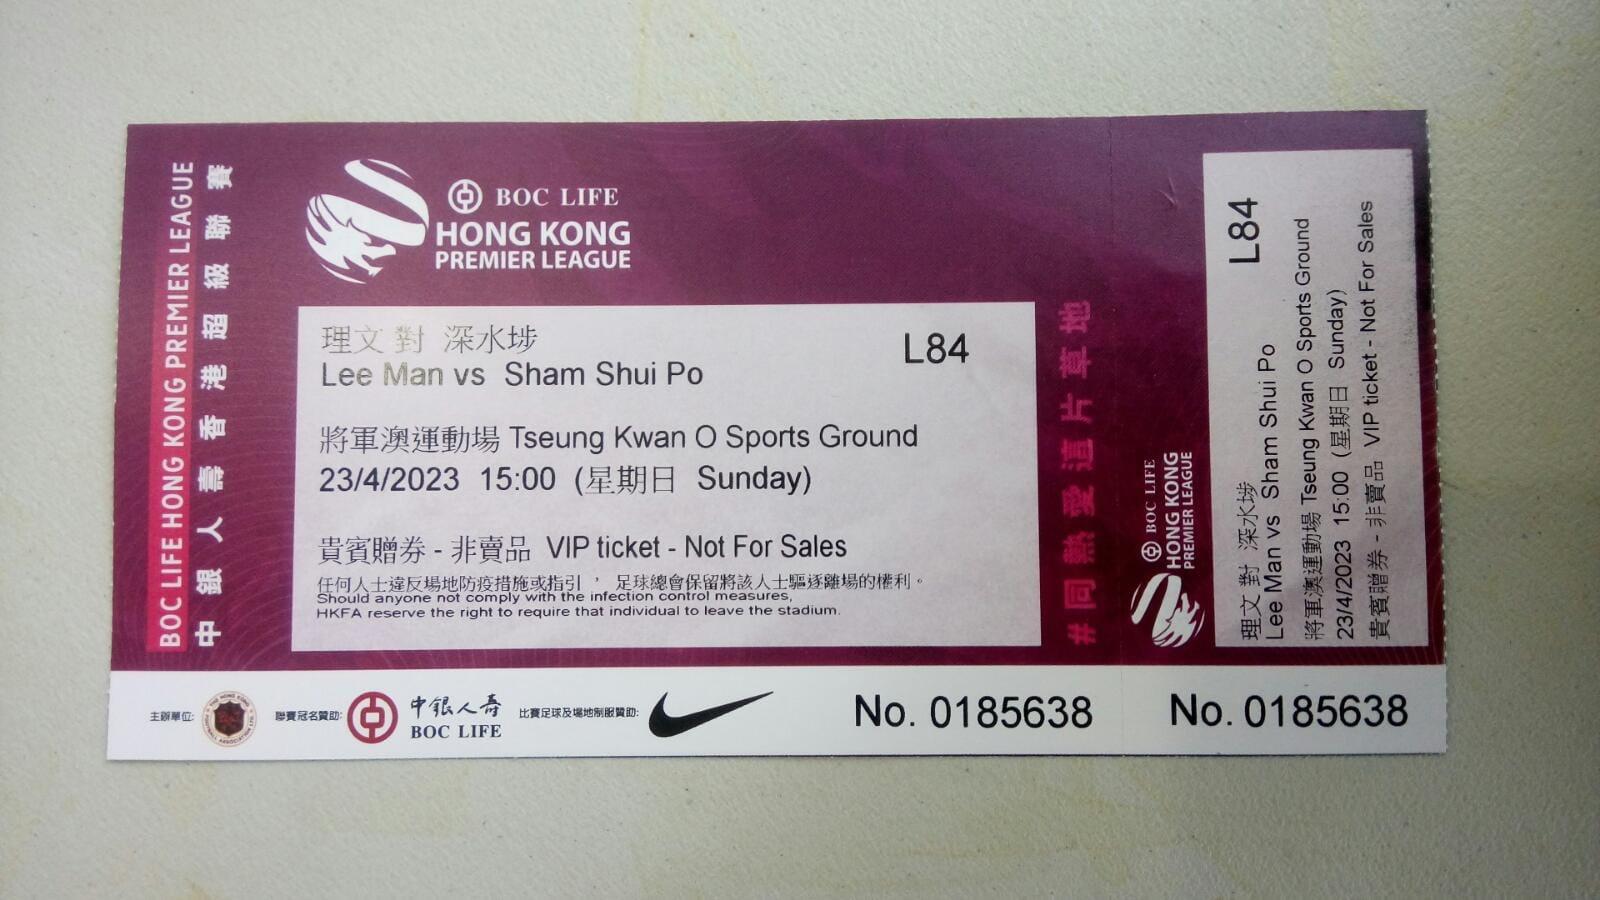 BOC LIFE HONG KONG PREMIER LEAGUE
中銀人壽香港超級聯賽
BOC LIFE
HONG KONG
PREMIER LEAGUE
理文 對 深水埗
Lee Man vs Sham Shui Po
L84
將軍澳運動場 Tseung Kwan O Sports Ground
23/4/2023 15:00 (星期日 Sunday)
貴賓贈券 - 非賣品 VIP ticket - Not For Sales
任何人士違反場地防疫措施或指引， 足球總會保留將該人士驅逐離場的權利。
Should anyone not comply with the infection control measures,
HKFA reserve the right to require that individual to leave the stadium.
#同熱愛這片草地
主辦單位:
THE HONG KONG FOOTBALL ASSOCIATION LTD.
聯賽冠名贊助:
中銀人壽
BOC LIFE
比賽足球及場地制服贊助:
No. 0185638
BOC LIFE
HONG KONG
PREMIER LEAGUE
L84
理文 對 深水埗
Lee Man vs Sham Shui Po
將軍澳運動場 Tseung Kwan O Sports Ground
23/4/2023 15:00 (星期日 Sunday)
貴賓贈券 - 非賣品 VIP ticket - Not For Sales
No. 0185638